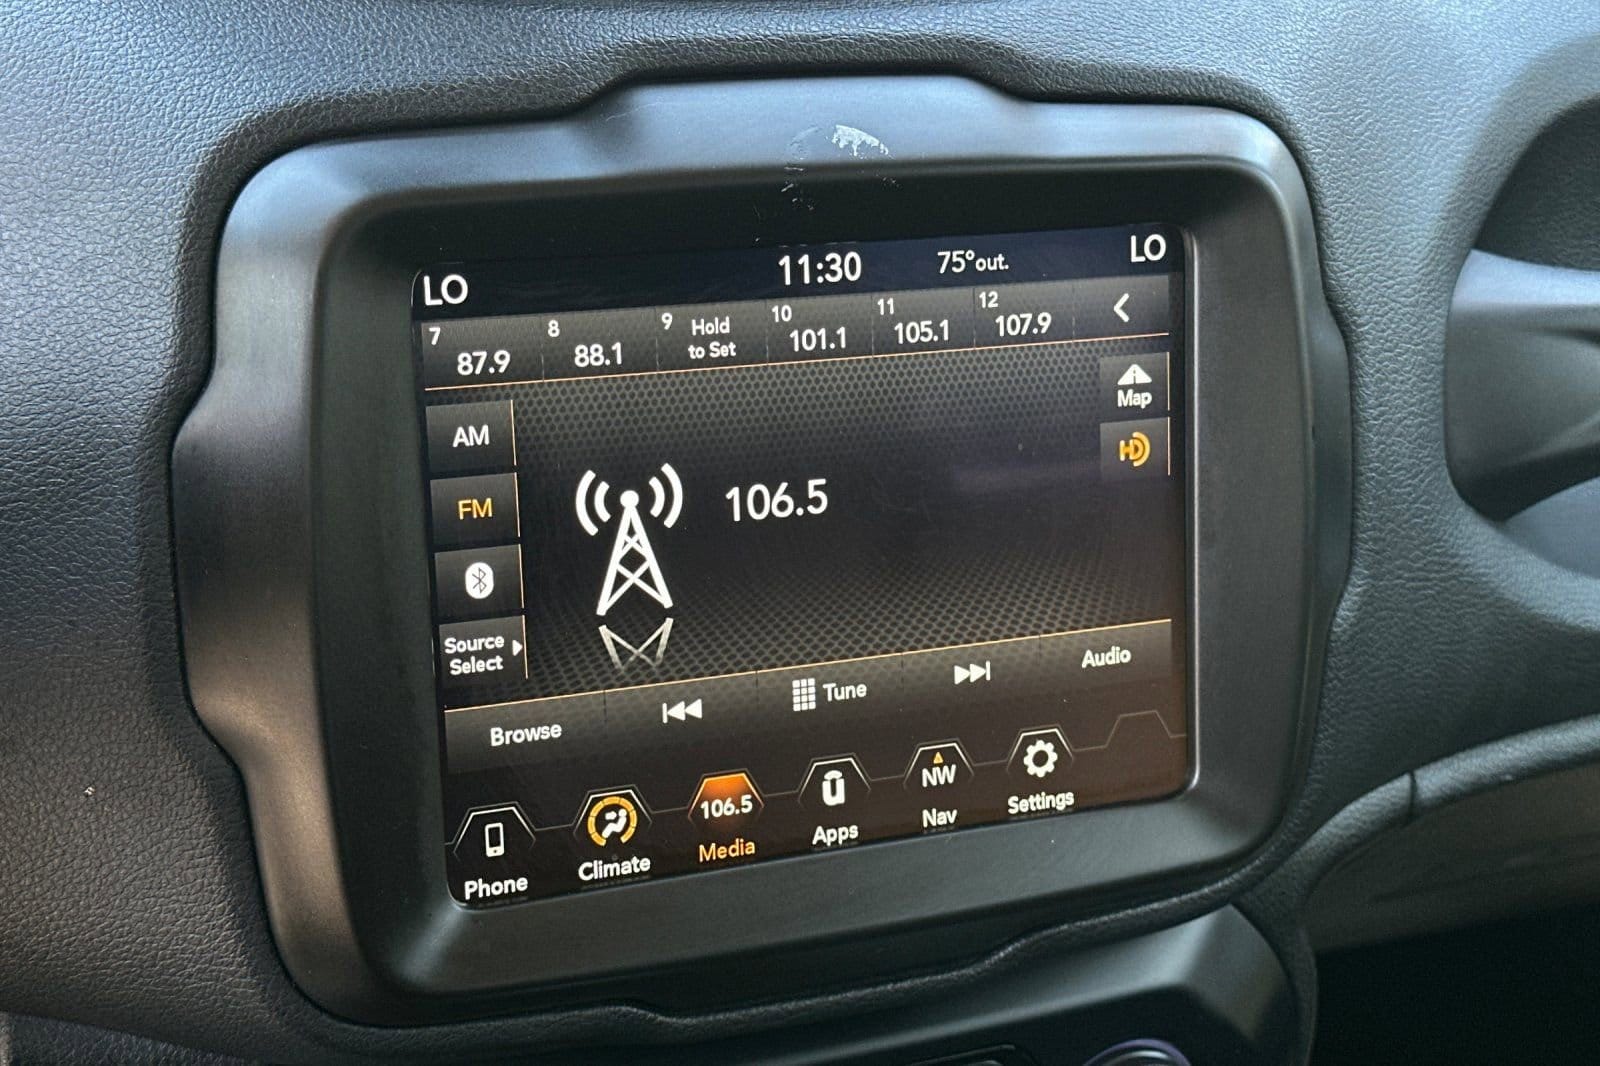 LO 11:30 75° out. LO
7 87.9 8 88.1 9 Hold to Set 10 101.1 11 105.1 12 107.9
Map
AM
HD
FM
106.5
Source
Select
Browse Tune Audio
106.5 NW
Phone Climate Media Apps Nav Settings